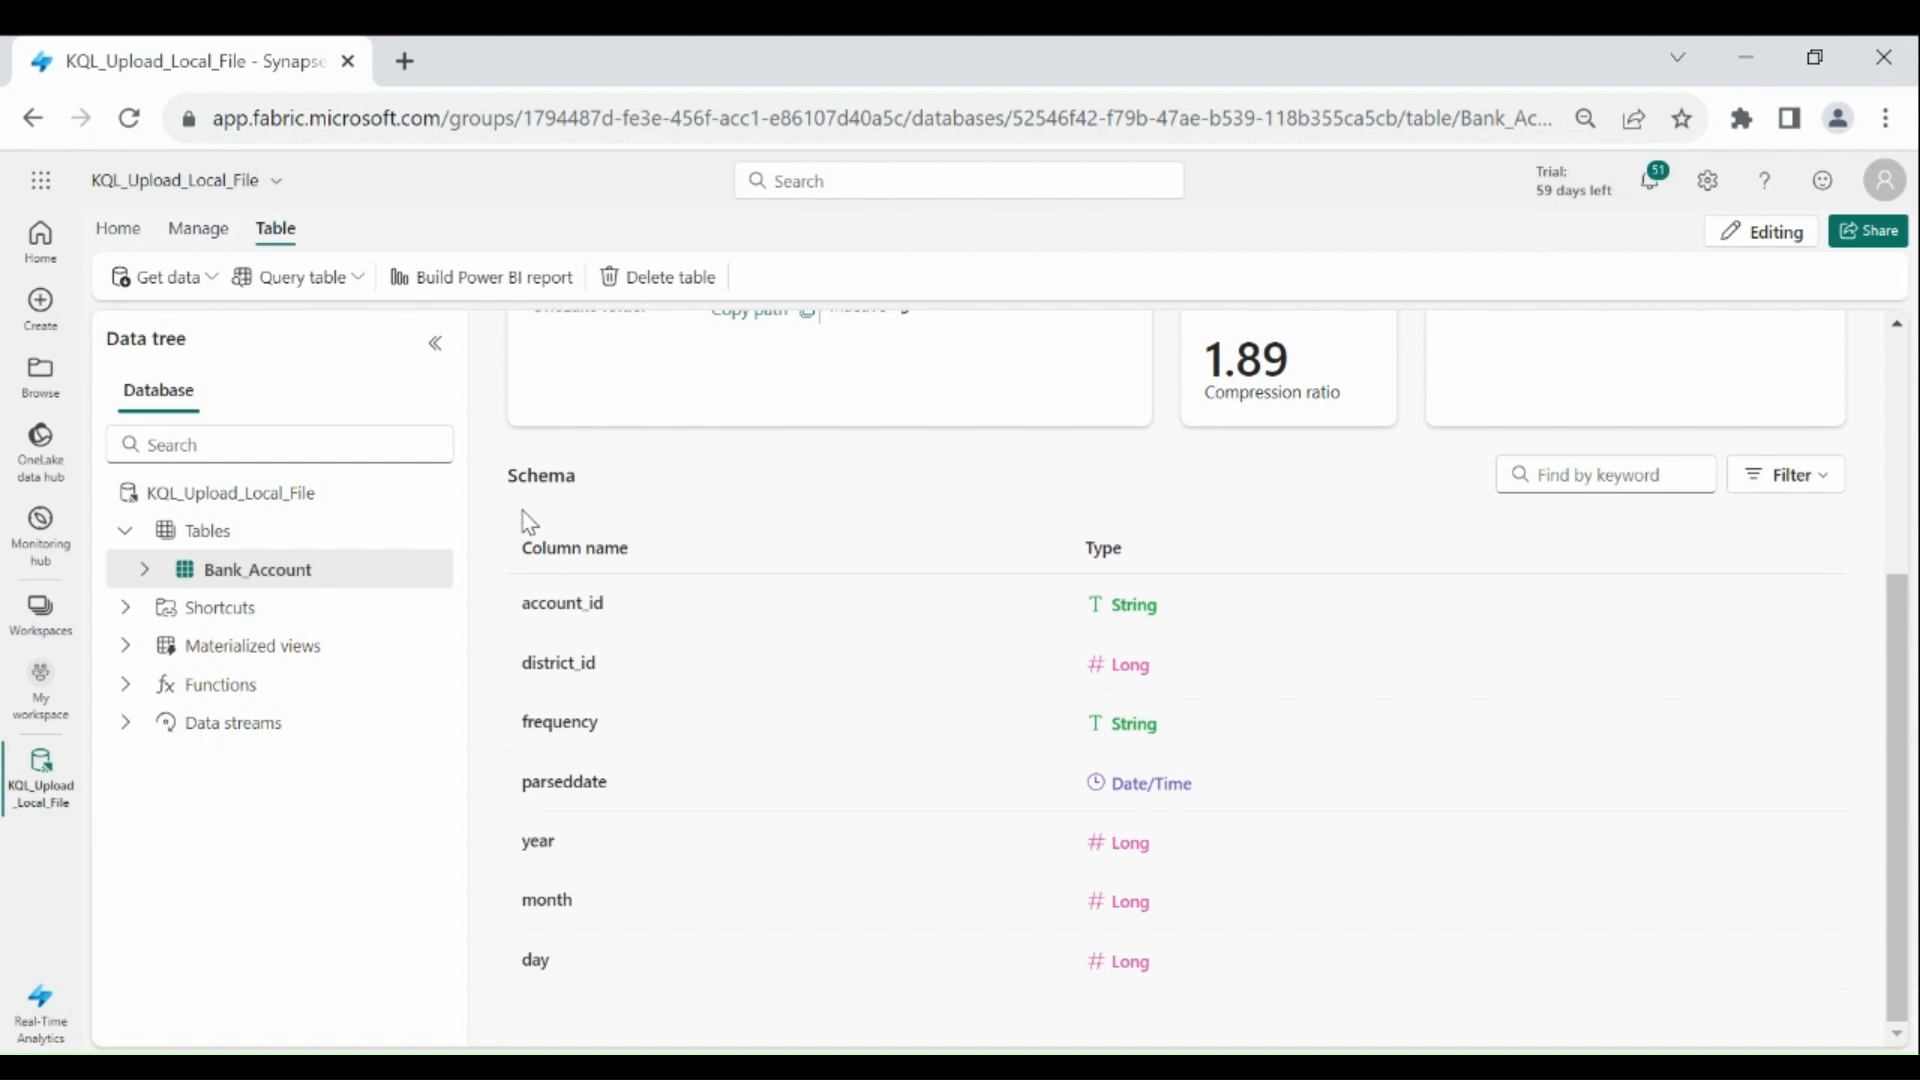 KQL_Upload_Local_File - Synapse
app.fabric.microsoft.com/groups/1794487d-fe3e-456f-acc1-e86107d40a5c/databases/52546f42-f79b-47ae-b539-118b355ca5cb/table/Bank_Ac...
KQL_Upload_Local_File
Search
Trial:
59 days left
51
Home
Manage
Table
Editing
Share
Get data
Query table
Build Power BI report
Delete table
Home
Create
Browse
OneLake
data hub
Monitoring
hub
Workspaces
My
workspace
KQL_Upload
_Local_File
Real-Time
Analytics
Data tree
Database
Search
KQL_Upload_Local_File
Tables
Bank_Account
Shortcuts
Materialized views
Functions
Data streams
Copy path
1.89
Compression ratio
Schema
Find by keyword
Filter
Column name Type
account_id String
district_id Long
frequency String
parseddate Date/Time
year Long
month Long
day Long